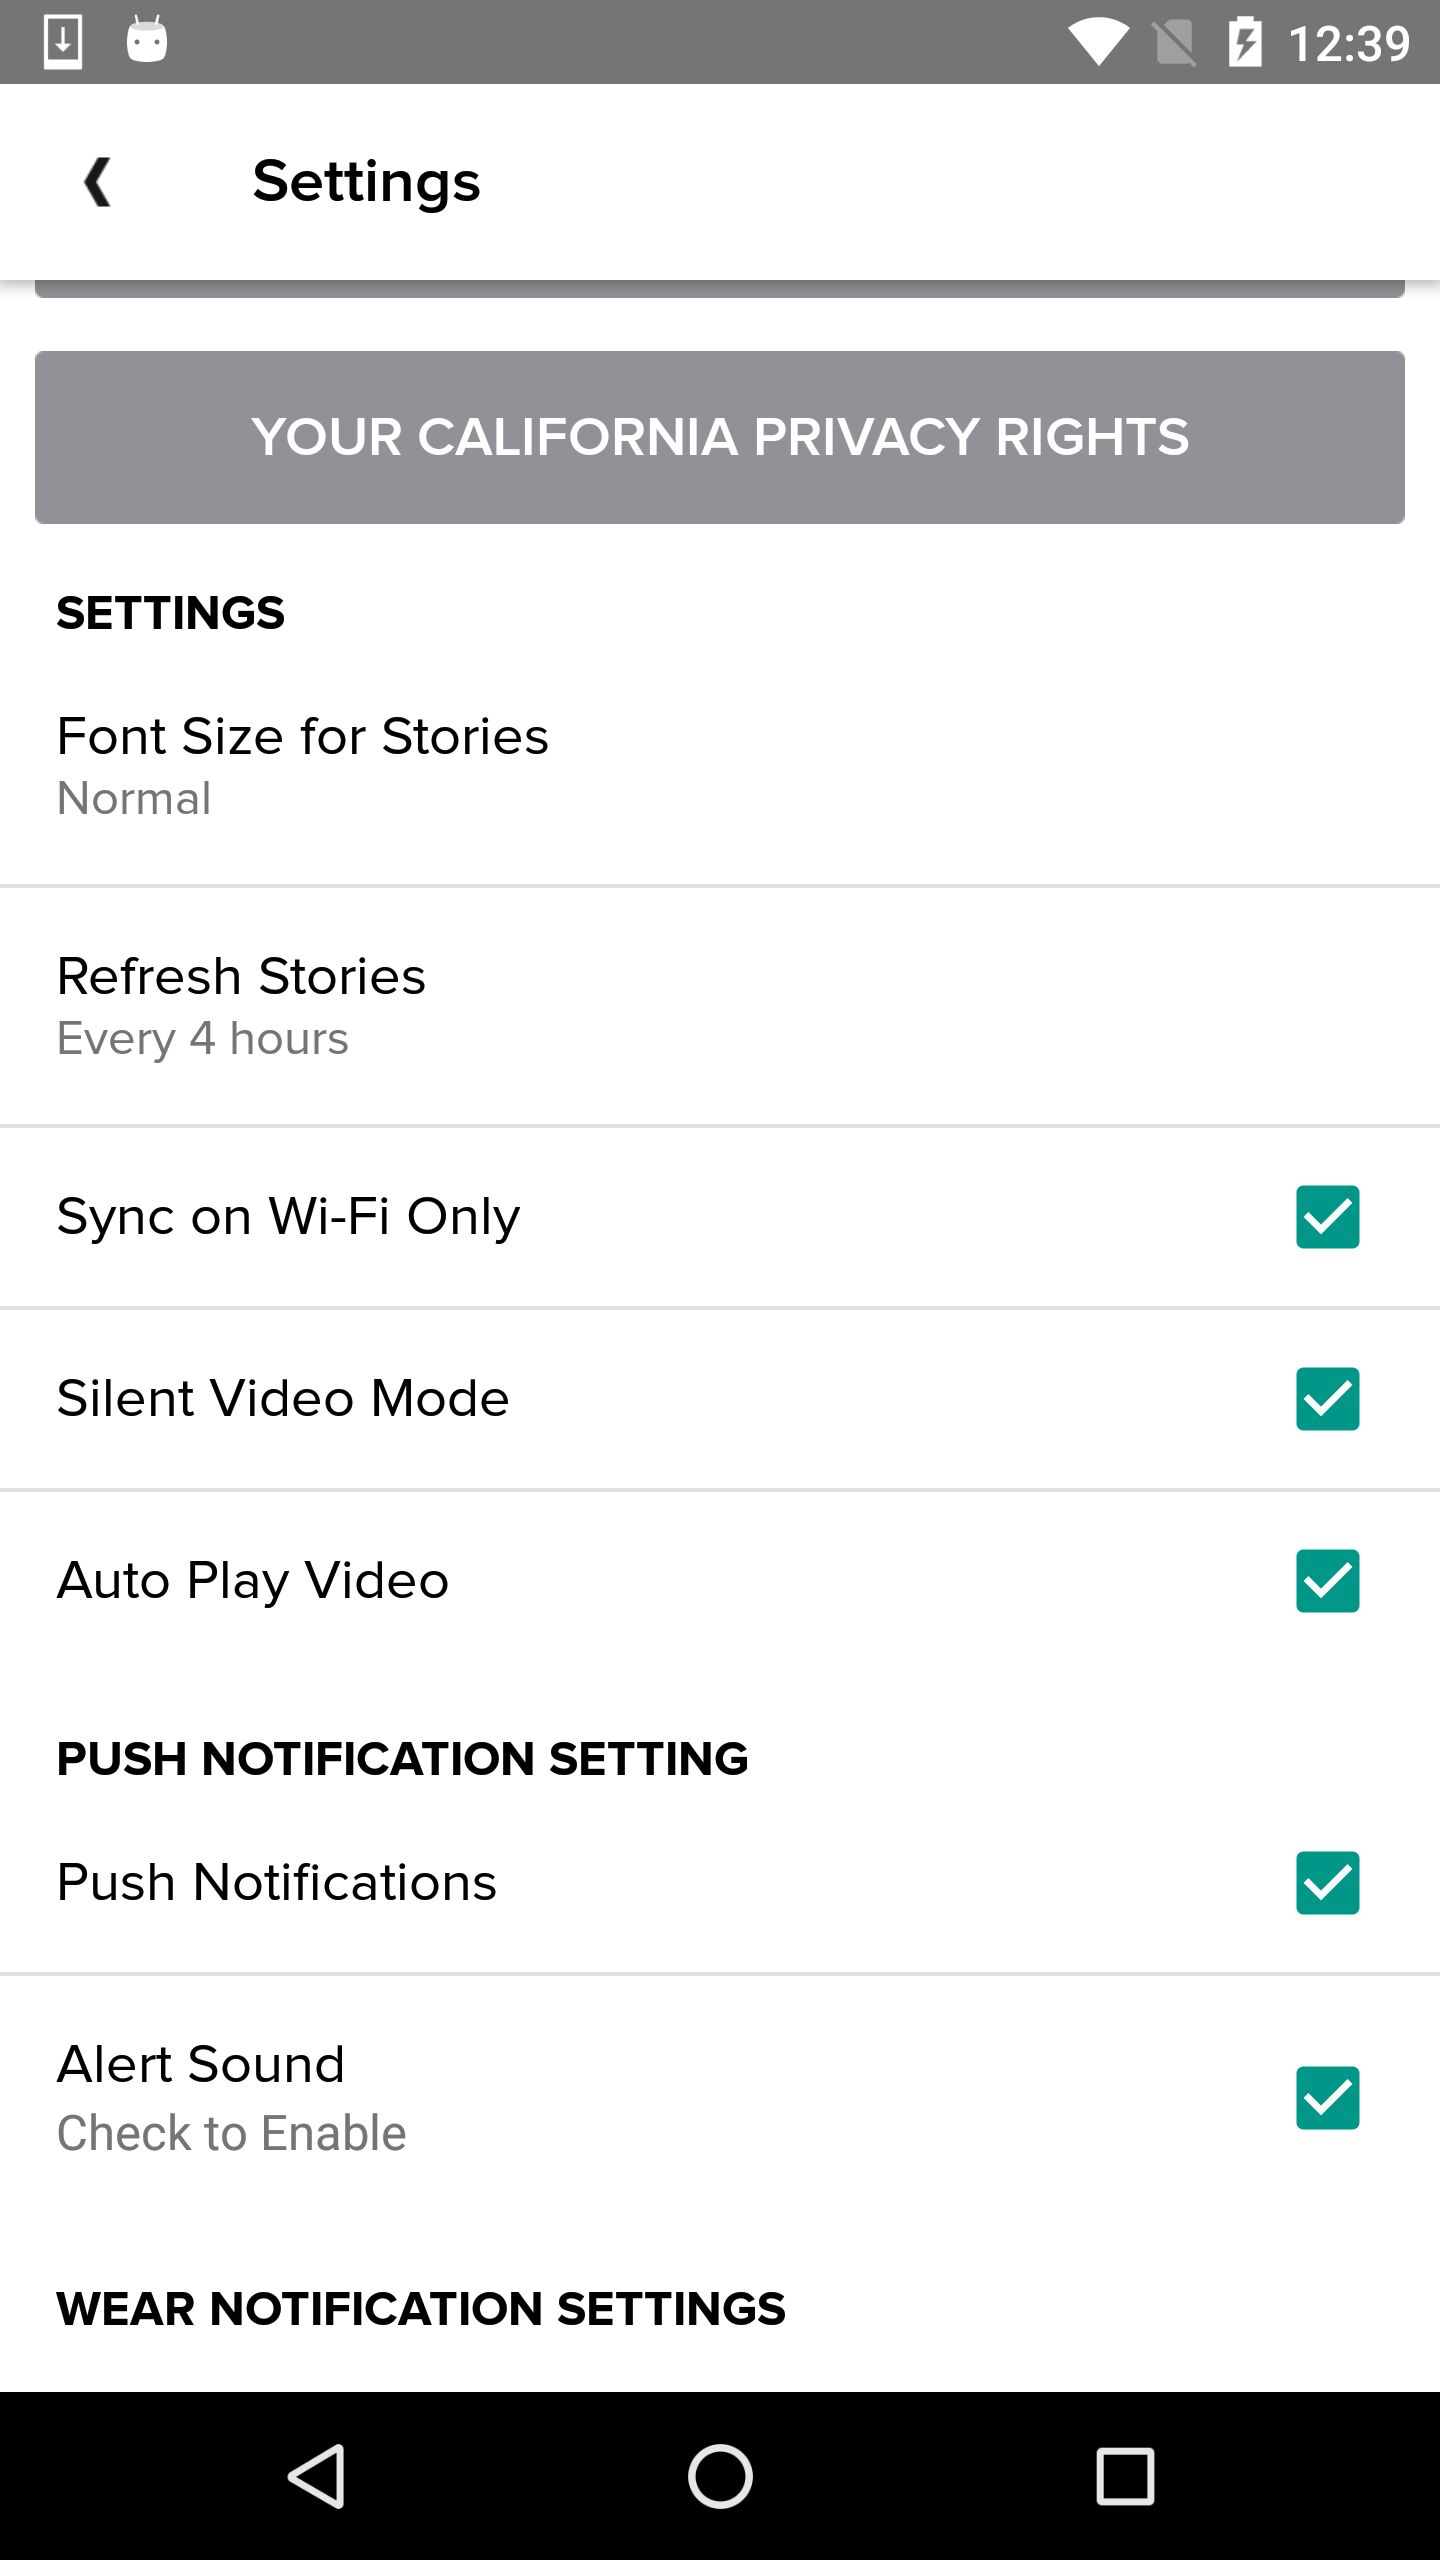 12:39
Settings
YOUR CALIFORNIA PRIVACY RIGHTS
SETTINGS
Font Size for Stories
Normal
Refresh Stories
Every 4 hours
Sync on Wi-Fi Only
Silent Video Mode
Auto Play Video
PUSH NOTIFICATION SETTING
Push Notifications
Alert Sound
Check to Enable
WEAR NOTIFICATION SETTINGS